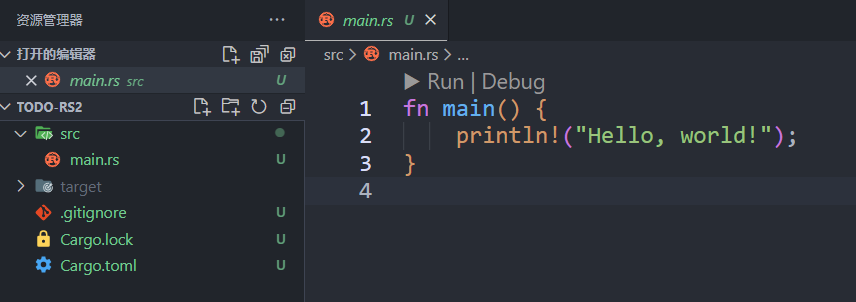 资源管理器 ···
打开的编辑器
main.rs src U
TODO-RS2
src
main.rs U
target
.gitignore U
Cargo.lock U
Cargo.toml U
main.rs U
src > main.rs > ...
Run | Debug
1 fn main() {
2 println!("Hello, world!");
3 }
4